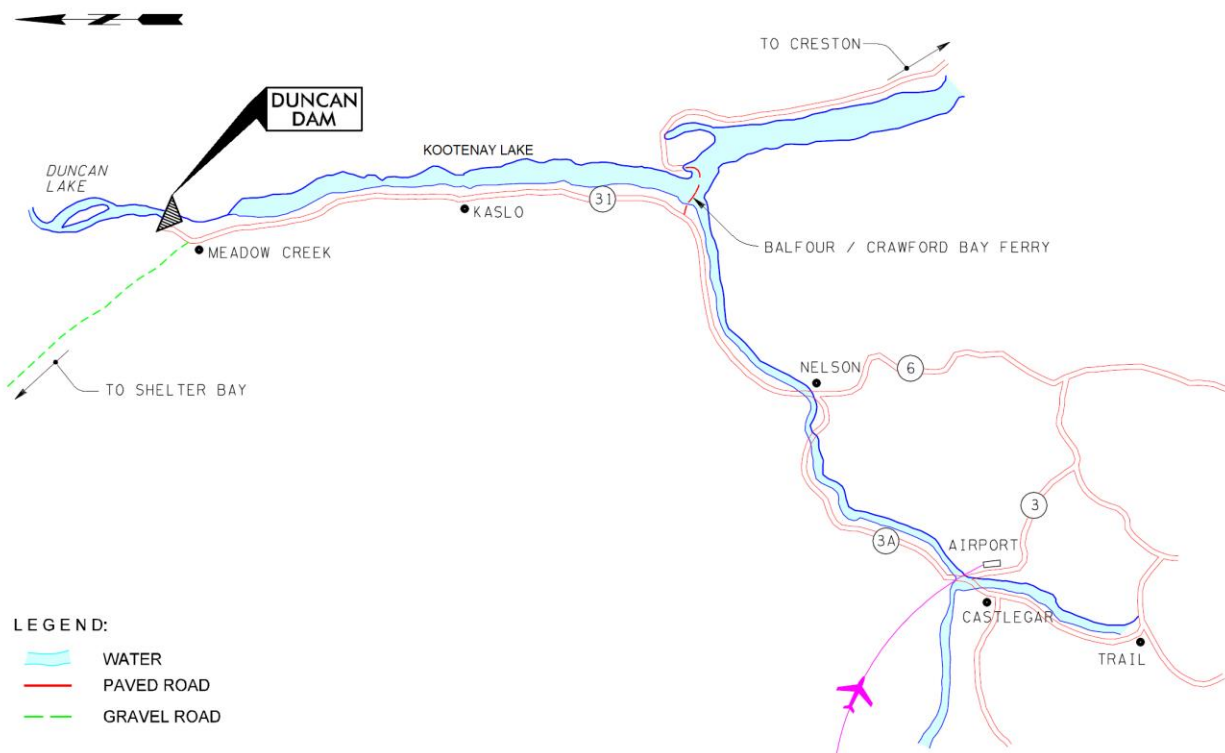 N
TO CRESTON
DUNCAN
DAM
DUNCAN
LAKE
KOOTENAY LAKE
31
KASLO
MEADOW CREEK
BALFOUR / CRAWFORD BAY FERRY
TO SHELTER BAY
NELSON
6
3
3A
AIRPORT
CASTLEGAR
TRAIL
LEGEND:
WATER
PAVED ROAD
GRAVEL ROAD